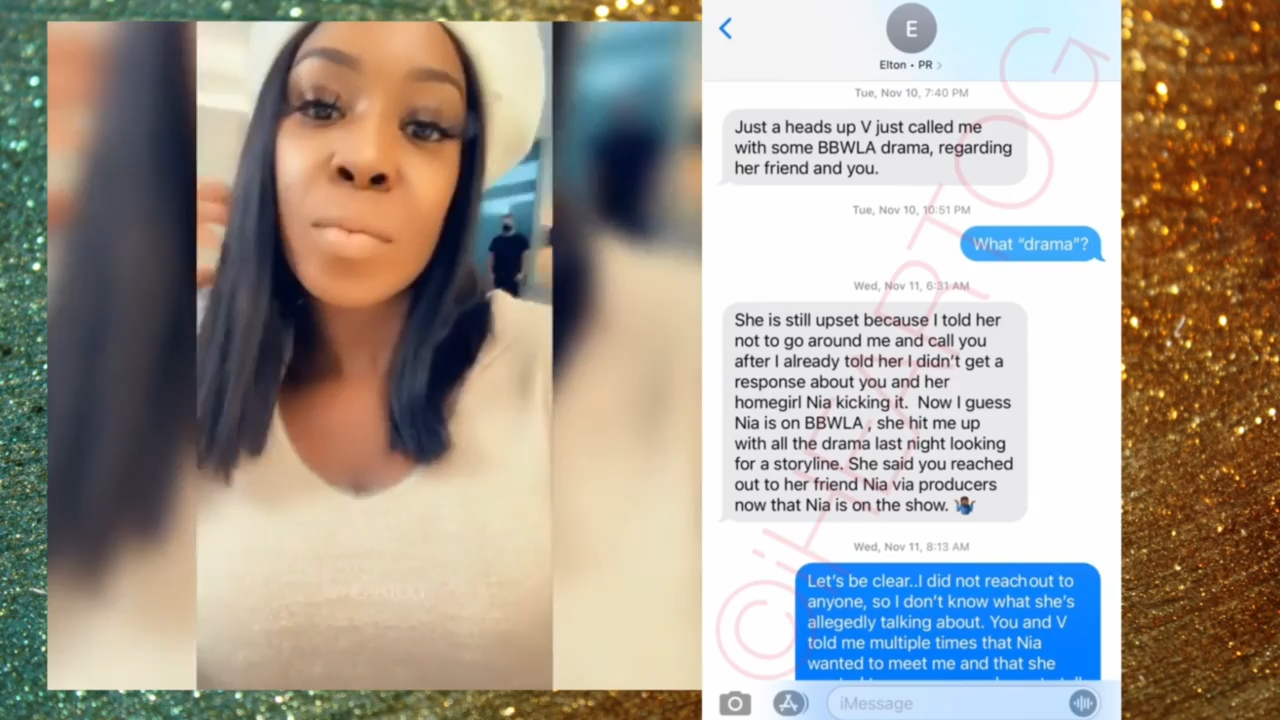 E
Elton • PR >
Tue, Nov 10, 7:40 PM
Just a heads up V just called me
with some BBWLA drama, regarding
her friend and you.
Tue, Nov 10, 10:51 PM
What “drama”?
Wed, Nov 11, 6:31 AM
She is still upset because I told her
not to go around me and call you
after I already told her I didn’t get a
response about you and her
homegirl Nia kicking it. Now I guess
Nia is on BBWLA , she hit me up
with all the drama last night looking
for a storyline. She said you reached
out to her friend Nia via producers
now that Nia is on the show. 🤷🏾‍♂️
Wed, Nov 11, 8:13 AM
Let’s be clear..I did not reach out to
anyone, so I don’t know what she’s
allegedly talking about. You and V
told me multiple times that Nia
wanted to meet me and that she
iMessage
©iHEARTOG